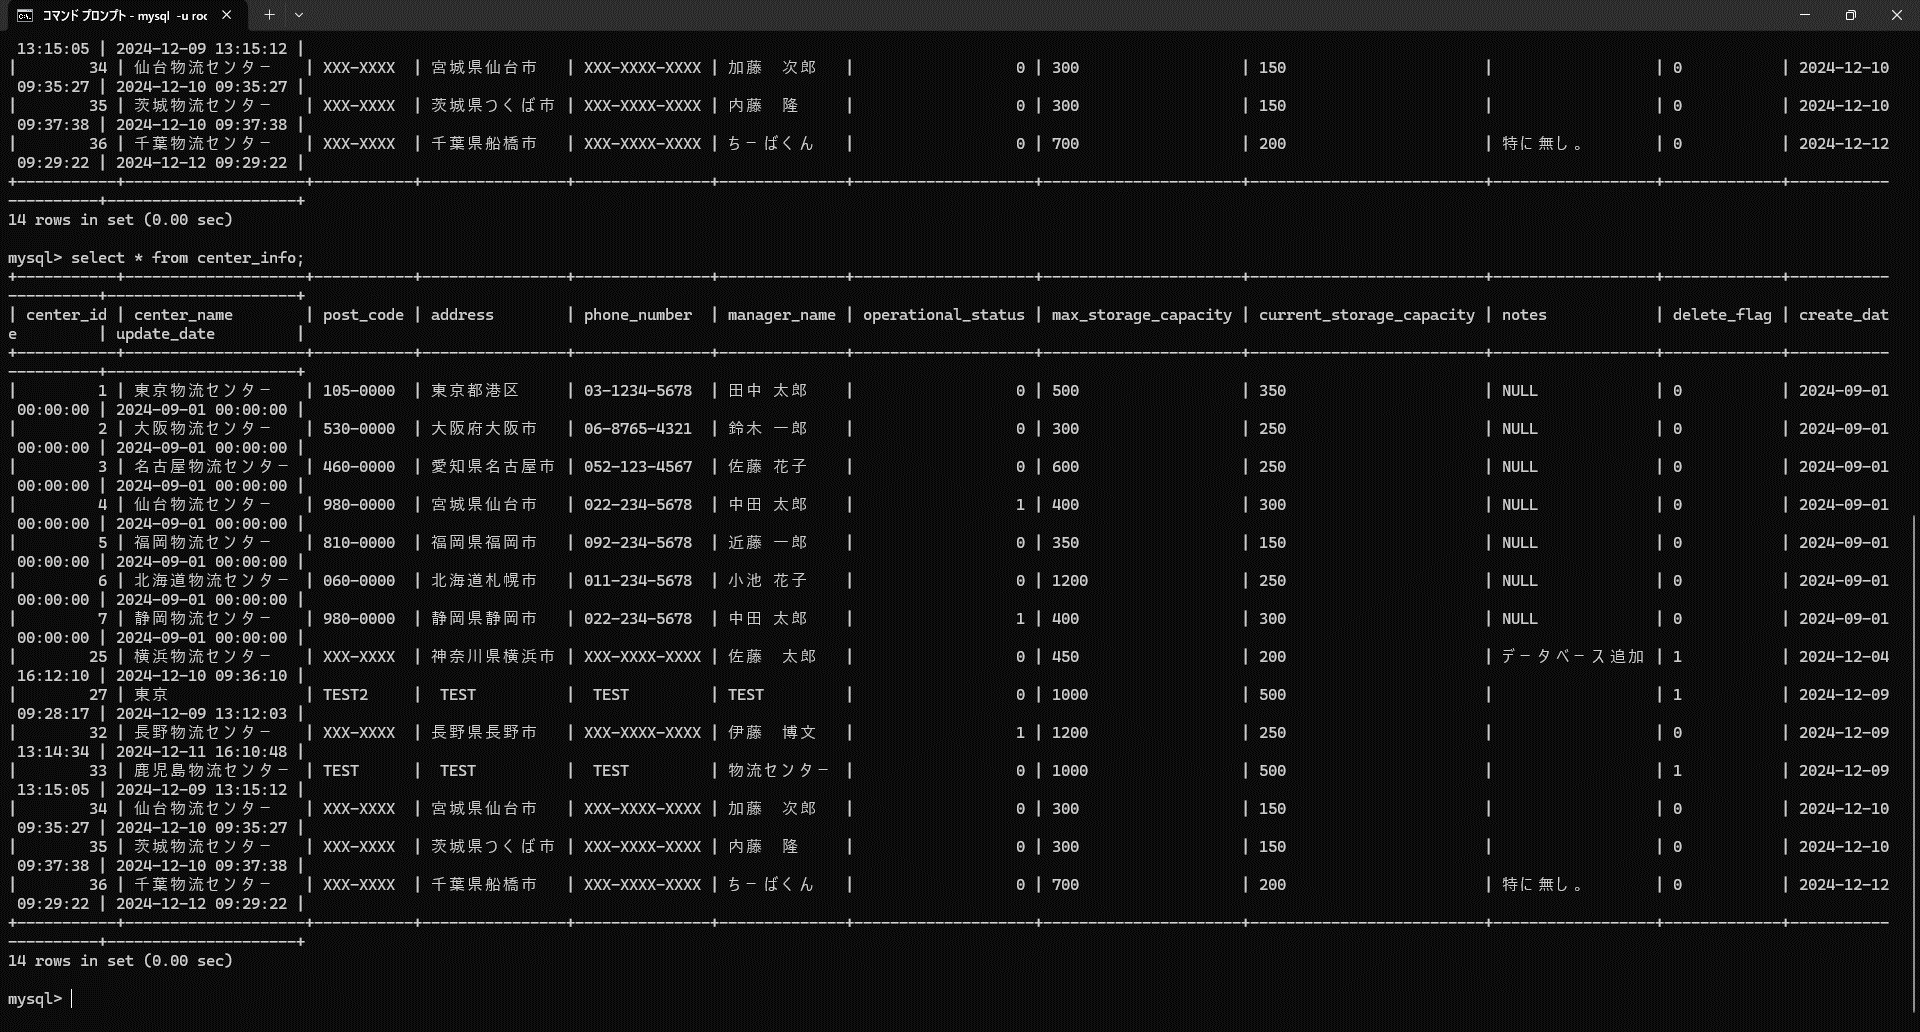 コマンド プロンプト - mysql -u roo
13:15:05 | 2024-12-09 13:15:12 |
| 34 | 仙台物流センター | XXX-XXXX | 宮城県仙台市 | XXX-XXXX-XXXX | 加藤　次郎 | 0 | 300 | 150 | | 0 | 2024-12-10
09:35:27 | 2024-12-10 09:35:27 |
| 35 | 茨城物流センター | XXX-XXXX | 茨城県つくば市 | XXX-XXXX-XXXX | 内藤　隆 | 0 | 300 | 150 | | 0 | 2024-12-10
09:37:38 | 2024-12-10 09:37:38 |
| 36 | 千葉物流センター | XXX-XXXX | 千葉県船橋市 | XXX-XXXX-XXXX | ちーばくん | 0 | 700 | 200 | 特に無し。 | 0 | 2024-12-12
09:29:22 | 2024-12-12 09:29:22 |
14 rows in set (0.00 sec)
mysql> select * from center_info;
| center_id | center_name | post_code | address | phone_number | manager_name | operational_status | max_storage_capacity | current_storage_capacity | notes | delete_flag | create_dat
e | update_date |
| 1 | 東京物流センター | 105-0000 | 東京都港区 | 03-1234-5678 | 田中 太郎 | 0 | 500 | 350 | NULL | 0 | 2024-09-01
00:00:00 | 2024-09-01 00:00:00 |
| 2 | 大阪物流センター | 530-0000 | 大阪府大阪市 | 06-8765-4321 | 鈴木 一郎 | 0 | 300 | 250 | NULL | 0 | 2024-09-01
00:00:00 | 2024-09-01 00:00:00 |
| 3 | 名古屋物流センター | 460-0000 | 愛知県名古屋市 | 052-123-4567 | 佐藤 花子 | 0 | 600 | 250 | NULL | 0 | 2024-09-01
00:00:00 | 2024-09-01 00:00:00 |
| 4 | 仙台物流センター | 980-0000 | 宮城県仙台市 | 022-234-5678 | 中田 太郎 | 1 | 400 | 300 | NULL | 0 | 2024-09-01
00:00:00 | 2024-09-01 00:00:00 |
| 5 | 福岡物流センター | 810-0000 | 福岡県福岡市 | 092-234-5678 | 近藤 一郎 | 0 | 350 | 150 | NULL | 0 | 2024-09-01
00:00:00 | 2024-09-01 00:00:00 |
| 6 | 北海道物流センター | 060-0000 | 北海道札幌市 | 011-234-5678 | 小池 花子 | 0 | 1200 | 250 | NULL | 0 | 2024-09-01
00:00:00 | 2024-09-01 00:00:00 |
| 7 | 静岡物流センター | 980-0000 | 静岡県静岡市 | 022-234-5678 | 中田 太郎 | 1 | 400 | 300 | NULL | 0 | 2024-09-01
00:00:00 | 2024-09-01 00:00:00 |
| 25 | 横浜物流センター | XXX-XXXX | 神奈川県横浜市 | XXX-XXXX-XXXX | 佐藤　太郎 | 0 | 450 | 200 | データベース追加 | 1 | 2024-12-04
16:12:10 | 2024-12-10 09:36:10 |
| 27 | 東京 | TEST2 | TEST | TEST | TEST | 0 | 1000 | 500 | | 1 | 2024-12-09
09:28:17 | 2024-12-09 13:12:03 |
| 32 | 長野物流センター | XXX-XXXX | 長野県長野市 | XXX-XXXX-XXXX | 伊藤　博文 | 1 | 1200 | 250 | | 0 | 2024-12-09
13:14:34 | 2024-12-11 16:10:48 |
| 33 | 鹿児島物流センター | TEST | TEST | TEST | 物流センター | 0 | 1000 | 500 | | 1 | 2024-12-09
13:15:05 | 2024-12-09 13:15:12 |
| 34 | 仙台物流センター | XXX-XXXX | 宮城県仙台市 | XXX-XXXX-XXXX | 加藤　次郎 | 0 | 300 | 150 | | 0 | 2024-12-10
09:35:27 | 2024-12-10 09:35:27 |
| 35 | 茨城物流センター | XXX-XXXX | 茨城県つくば市 | XXX-XXXX-XXXX | 内藤　隆 | 0 | 300 | 150 | | 0 | 2024-12-10
09:37:38 | 2024-12-10 09:37:38 |
| 36 | 千葉物流センター | XXX-XXXX | 千葉県船橋市 | XXX-XXXX-XXXX | ちーばくん | 0 | 700 | 200 | 特に無し。 | 0 | 2024-12-12
09:29:22 | 2024-12-12 09:29:22 |
14 rows in set (0.00 sec)
mysql>